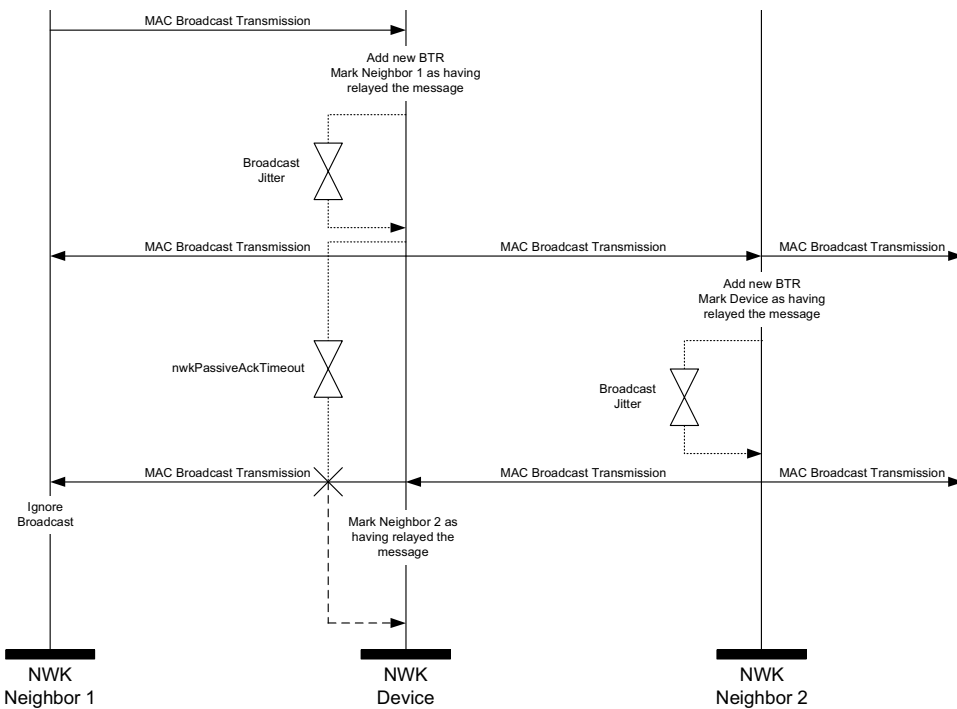 MAC Broadcast Transmission
Add new BTR
Mark Neighbor 1 as having
relayed the message
Broadcast
Jitter
MAC Broadcast Transmission
MAC Broadcast Transmission
MAC Broadcast Transmission
Add new BTR
Mark Device as having
relayed the message
nwkPassiveAckTimeout
Broadcast
Jitter
MAC Broadcast Transmission
MAC Broadcast Transmission
MAC Broadcast Transmission
Ignore
Broadcast
Mark Neighbor 2 as
having relayed the
message
NWK
Neighbor 1
NWK
Device
NWK
Neighbor 2